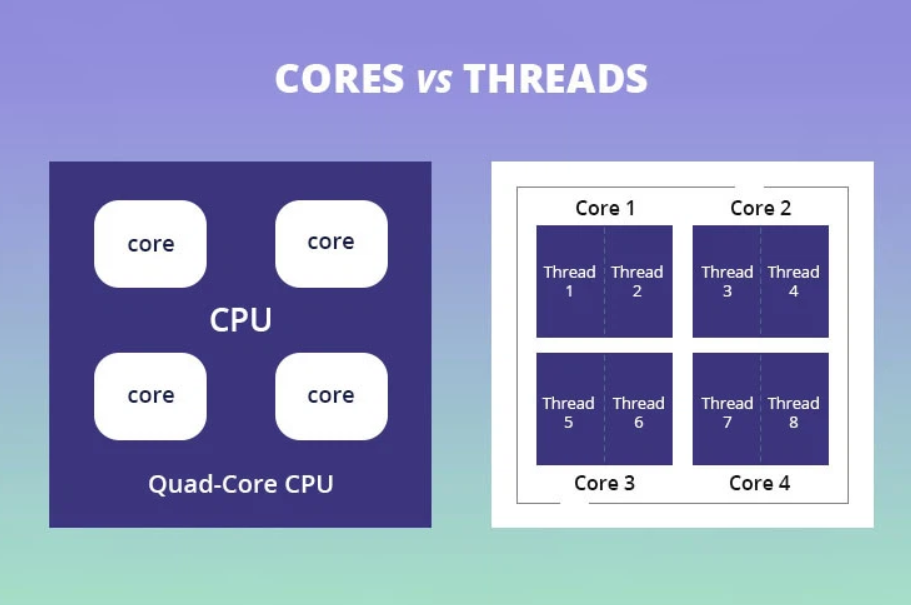 CORES vs THREADS
core
core
CPU
core
core
Quad-Core CPU
Core 1
Core 2
Thread
1
Thread
2
Thread
3
Thread
4
Thread
5
Thread
6
Thread
7
Thread
8
Core 3
Core 4